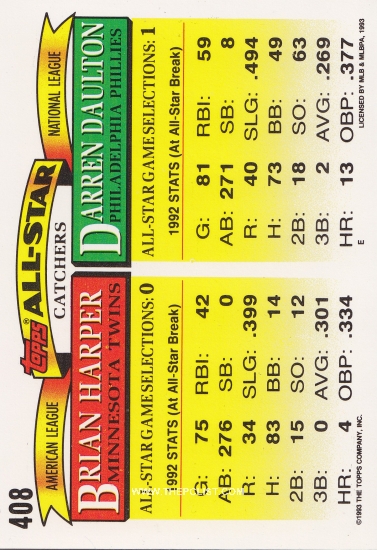 408
AMERICAN LEAGUE
TOPPS® ALL-STAR
CATCHERS
NATIONAL LEAGUE
BRIAN HARPER
MINNESOTA TWINS
ALL-STAR GAME SELECTIONS: 0
1992 STATS (At All-Star Break)
G: 75 RBI: 42
AB: 276 SB: 0
R: 34 SLG: .399
H: 83 BB: 14
2B: 15 SO: 12
3B: 0 AVG: .301
HR: 4 OBP: .334
©1993 THE TOPPS COMPANY, INC.
DARREN DAULTON
PHILADELPHIA PHILLIES
ALL-STAR GAME SELECTIONS: 1
1992 STATS (At All-Star Break)
G: 81 RBI: 59
AB: 271 SB: 8
R: 40 SLG: .494
H: 73 BB: 49
2B: 18 SO: 63
3B: 2 AVG: .269
HR: 13 OBP: .377
E
LICENSED BY MLB & MLBPA, 1993